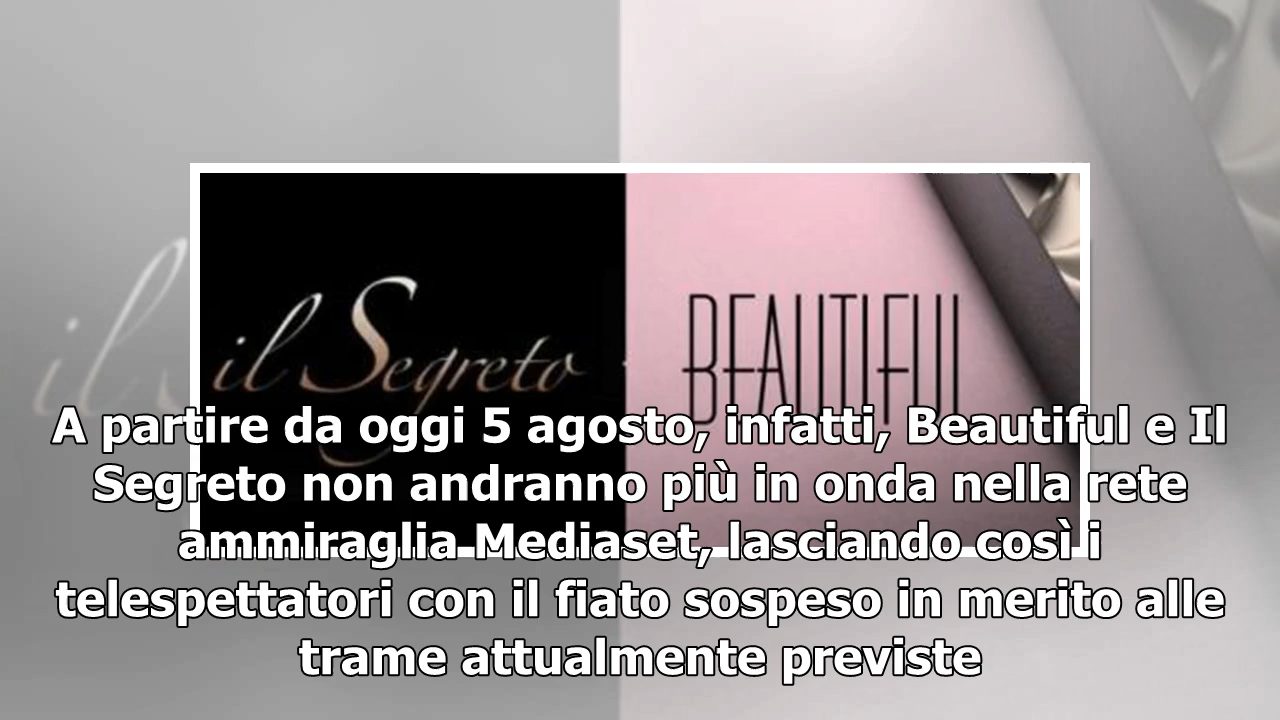 il Segreto
BEAUTIFUL
A partire da oggi 5 agosto, infatti, Beautiful e Il
Segreto non andranno più in onda nella rete
ammiraglia Mediaset, lasciando così i
telespettatori con il fiato sospeso in merito alle
trame attualmente previste